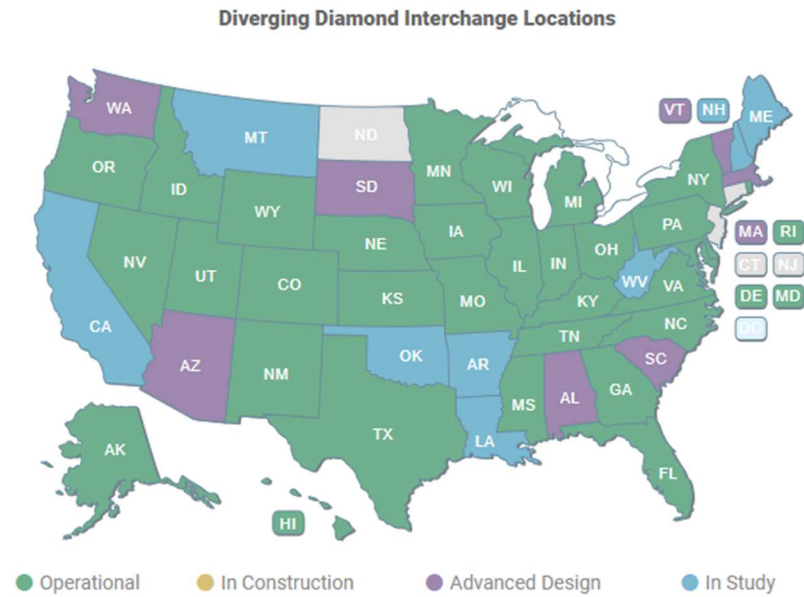 Diverging Diamond Interchange Locations
WA
VT NH
ME
MT
ND
OR
MN
ID
SD
WI
NY
WY
MI
IA
PA
MA RI
NE
NV
OH
IL IN
UT
CO
CT NJ
WV VA
CA
KS
MO
KY
DE MD
NC
TN
DC
AZ
OK
AR
SC
NM
MS AL GA
TX
LA
AK
FL
HI
Operational In Construction Advanced Design In Study